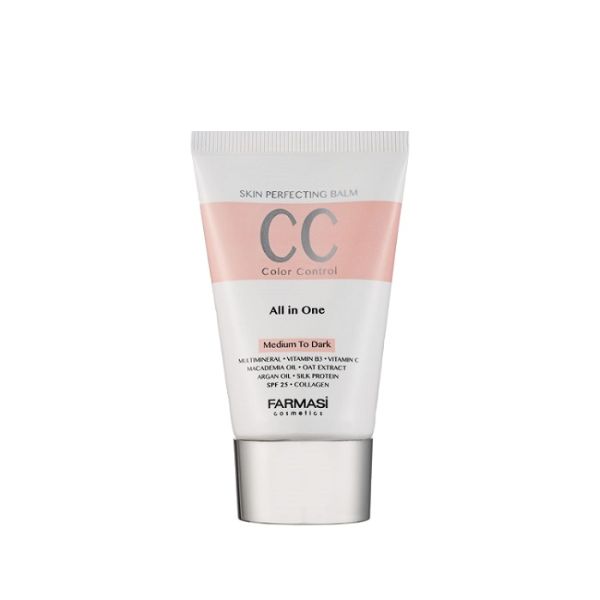 SKIN PERFECTING BALM
CC
Color Control
All in One
Medium To Dark
MULTIMINERAL • VITAMIN B3 • VITAMIN C
MACADEMIA OIL • OAT EXTRACT
ARGAN OIL • SILK PROTEIN
SPF 25 • COLLAGEN
FARMASİ
cosmetics